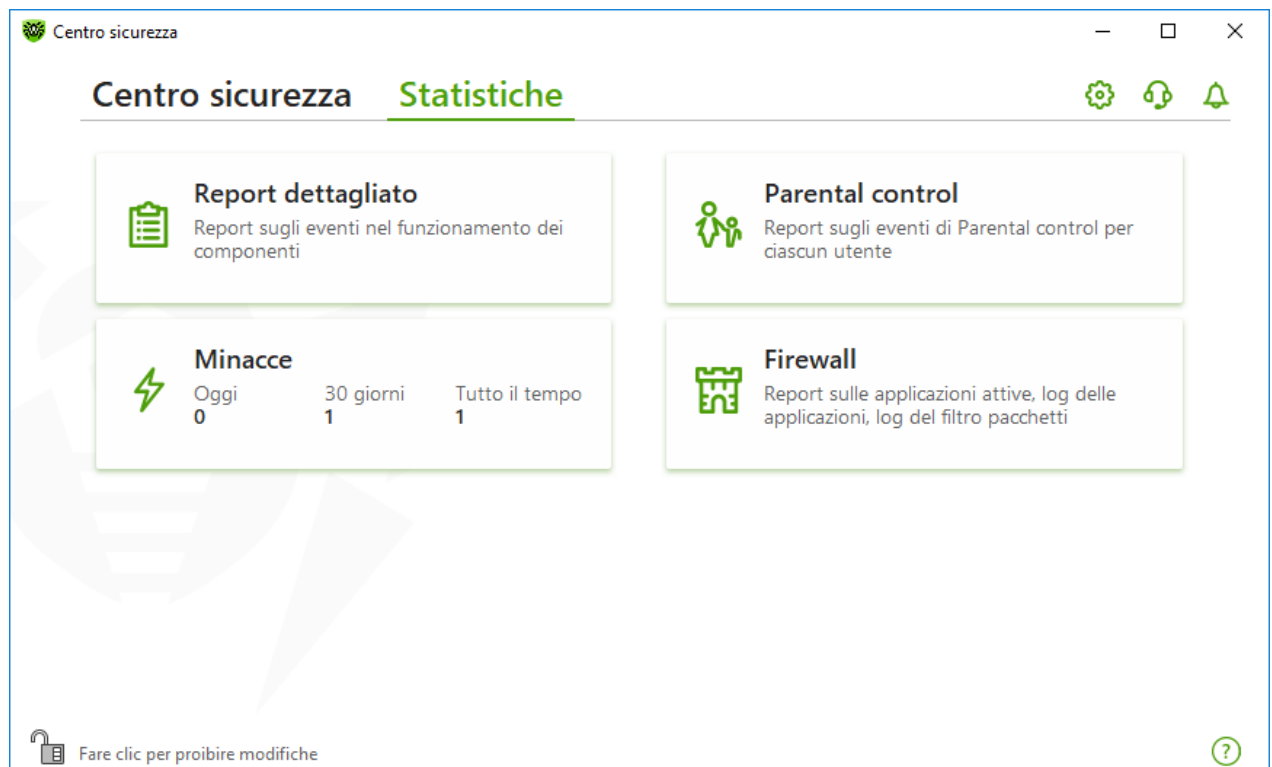 Centro sicurezza
Centro sicurezza Statistiche
Report dettagliato
Report sugli eventi nel funzionamento dei
componenti
Parental control
Report sugli eventi di Parental control per
ciascun utente
Minacce
Oggi 30 giorni Tutto il tempo
0 1 1
Firewall
Report sulle applicazioni attive, log delle
applicazioni, log del filtro pacchetti
Fare clic per proibire modifiche
?